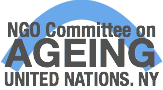 NGO Committee on
AGEING
UNITED NATIONS, NY